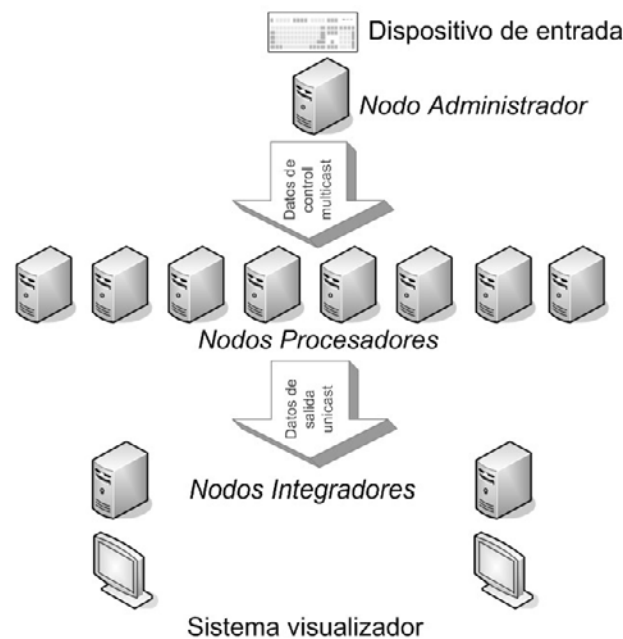 Dispositivo de entrada
Nodo Administrador
Datos de
control
multicast
Nodos Procesadores
Datos de
salida
unicast
Nodos Integradores
Sistema visualizador